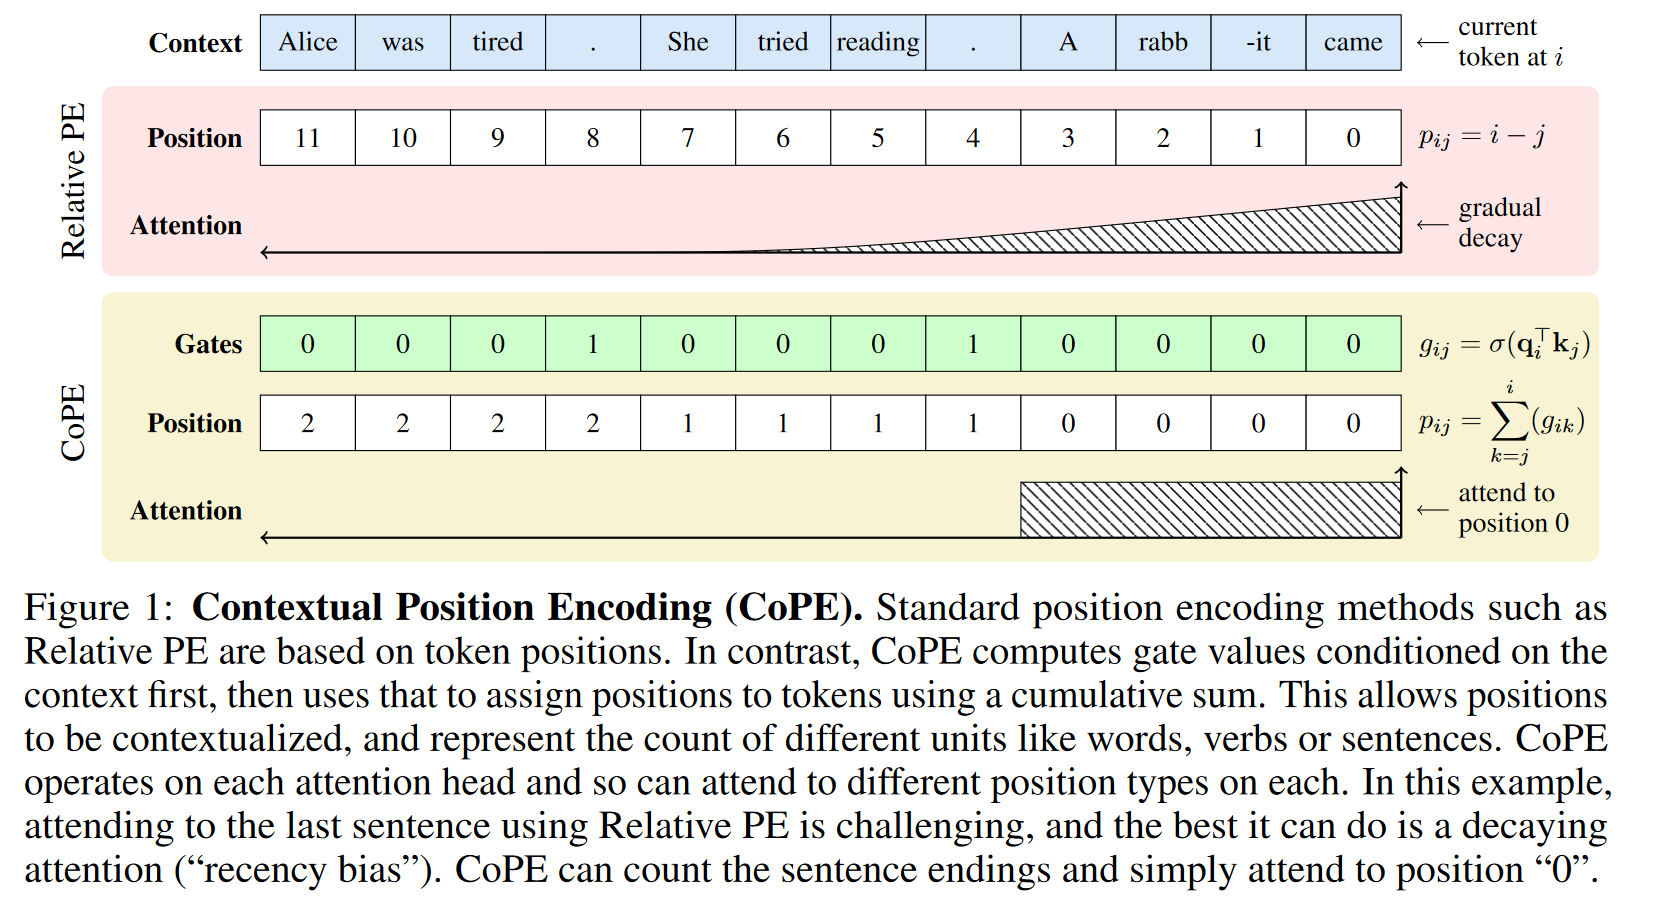 Context Alice was tired . She tried reading . A rabb -it came ← current token at i
Relative PE
Position 11 10 9 8 7 6 5 4 3 2 1 0 p_{ij} = i − j
Attention ← gradual decay
CoPE
Gates 0 0 0 1 0 0 0 1 0 0 0 0 g_{ij} = σ(q_i^⊤ k_j)
Position 2 2 2 2 1 1 1 1 0 0 0 0 p_{ij} = ∑_{k=j}^{i} (g_{ik})
Attention ← attend to position 0
Figure 1: Contextual Position Encoding (CoPE). Standard position encoding methods such as
Relative PE are based on token positions. In contrast, CoPE computes gate values conditioned on the
context first, then uses that to assign positions to tokens using a cumulative sum. This allows positions
to be contextualized, and represent the count of different units like words, verbs or sentences. CoPE
operates on each attention head and so can attend to different position types on each. In this example,
attending to the last sentence using Relative PE is challenging, and the best it can do is a decaying
attention (“recency bias”). CoPE can count the sentence endings and simply attend to position “0”.